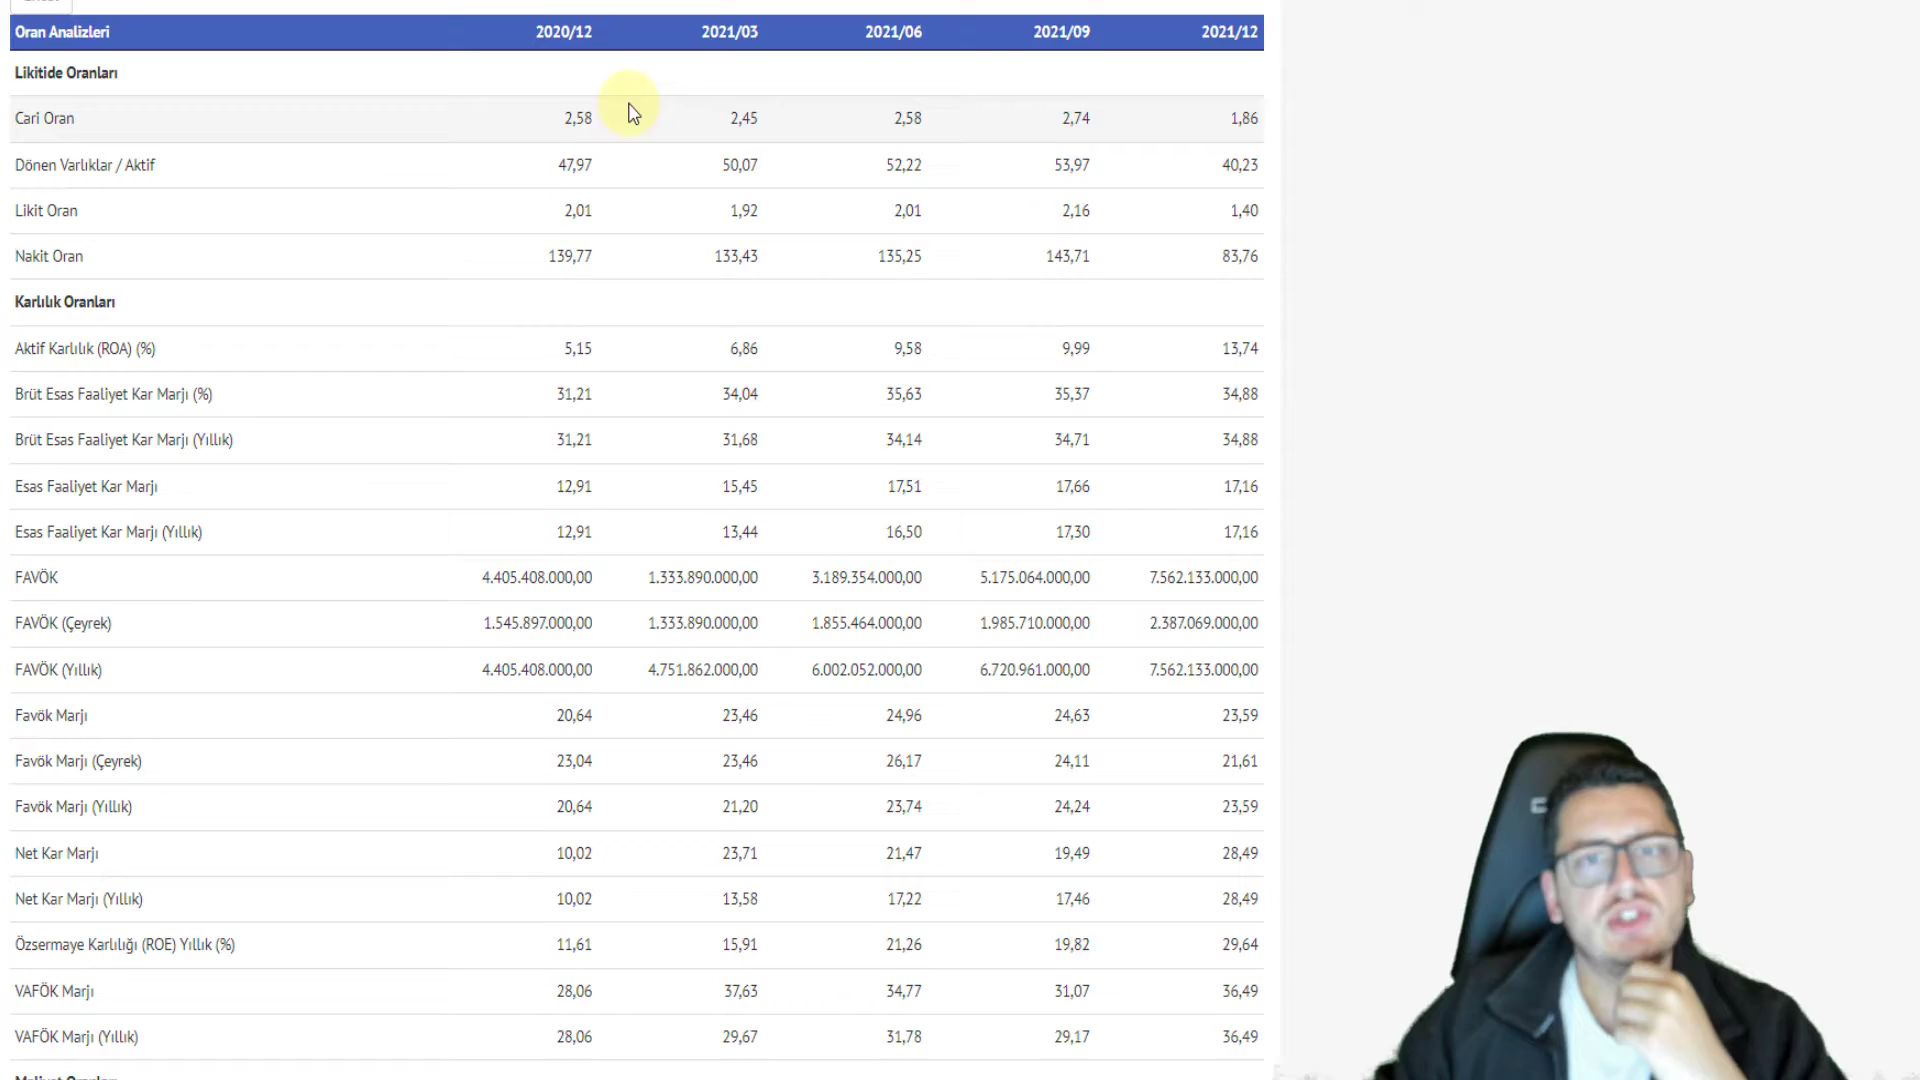 Oran Analizleri 2020/12 2021/03 2021/06 2021/09 2021/12
Likitide Oranları
Cari Oran 2,58 2,45 2,58 2,74 1,86
Dönen Varlıklar / Aktif 47,97 50,07 52,22 53,97 40,23
Likit Oran 2,01 1,92 2,01 2,16 1,40
Nakit Oran 139,77 133,43 135,25 143,71 83,76
Karlılık Oranları
Aktif Karlılık (ROA) (%) 5,15 6,86 9,58 9,99 13,74
Brüt Esas Faaliyet Kar Marjı (%) 31,21 34,04 35,63 35,37 34,88
Brüt Esas Faaliyet Kar Marjı (Yıllık) 31,21 31,68 34,14 34,71 34,88
Esas Faaliyet Kar Marjı 12,91 15,45 17,51 17,66 17,16
Esas Faaliyet Kar Marjı (Yıllık) 12,91 13,44 16,50 17,30 17,16
FAVÖK 4.405.408.000,00 1.333.890.000,00 3.189.354.000,00 5.175.064.000,00 7.562.133.000,00
FAVÖK (Çeyrek) 1.545.897.000,00 1.333.890.000,00 1.855.464.000,00 1.985.710.000,00 2.387.069.000,00
FAVÖK (Yıllık) 4.405.408.000,00 4.751.862.000,00 6.002.052.000,00 6.720.961.000,00 7.562.133.000,00
Favök Marjı 20,64 23,46 24,96 24,63 23,59
Favök Marjı (Çeyrek) 23,04 23,46 26,17 24,11 21,61
Favök Marjı (Yıllık) 20,64 21,20 23,74 24,24 23,59
Net Kar Marjı 10,02 23,71 21,47 19,49 28,49
Net Kar Marjı (Yıllık) 10,02 13,58 17,22 17,46 28,49
Özsermaye Karlılığı (ROE) Yıllık (%) 11,61 15,91 21,26 19,82 29,64
VAFÖK Marjı 28,06 37,63 34,77 31,07 36,49
VAFÖK Marjı (Yıllık) 28,06 29,67 31,78 29,17 36,49